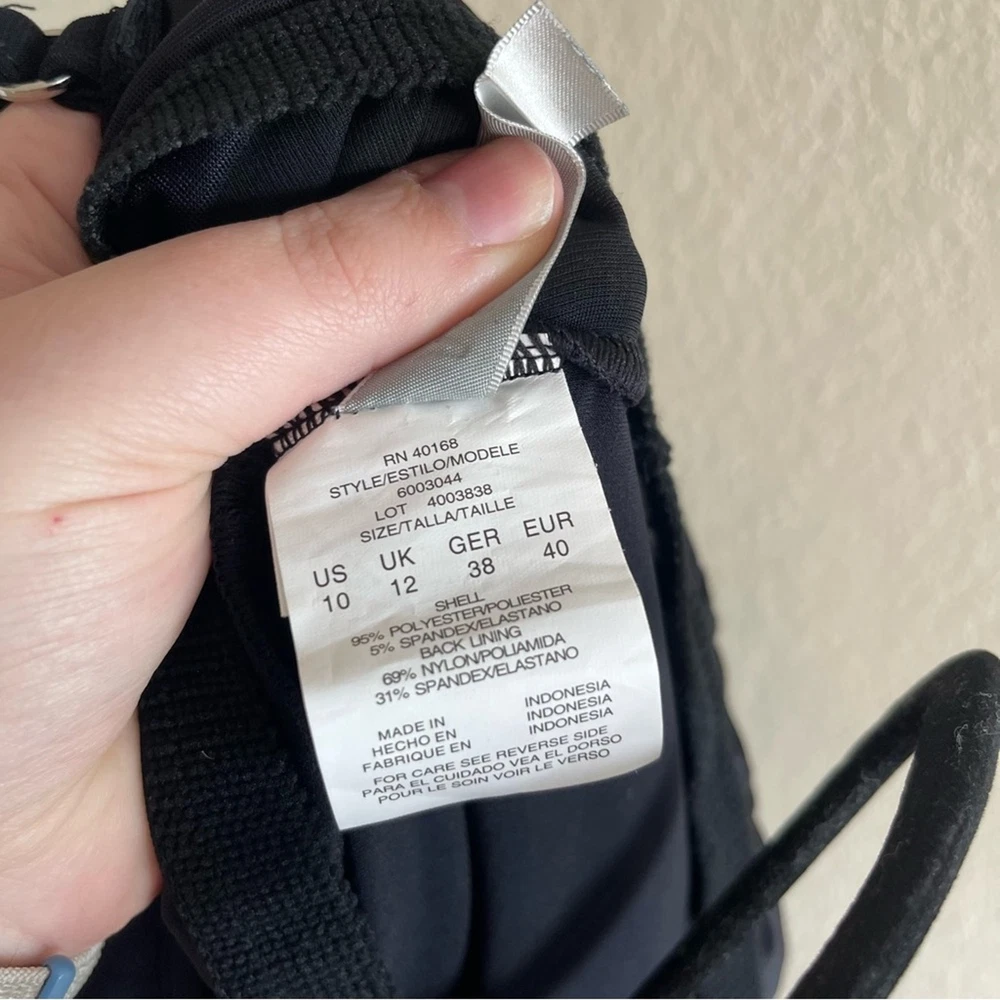 RN 40168
STYLE/ESTILO/MODELE
6003044
LOT 4003838
SIZE/TALLA/TAILLE
US UK GER EUR
10 12 38 40
SHELL
95% POLYESTER/POLIESTER
5% SPANDEX/ELASTANO
BACK LINING
69% NYLON/POLIAMIDA
31% SPANDEX/ELASTANO
MADE IN INDONESIA
HECHO EN INDONESIA
FABRIQUE EN INDONESIA
FOR CARE SEE REVERSE SIDE
PARA EL CUIDADO VEA EL DORSO
POUR LE SOIN VOIR LE VERSO